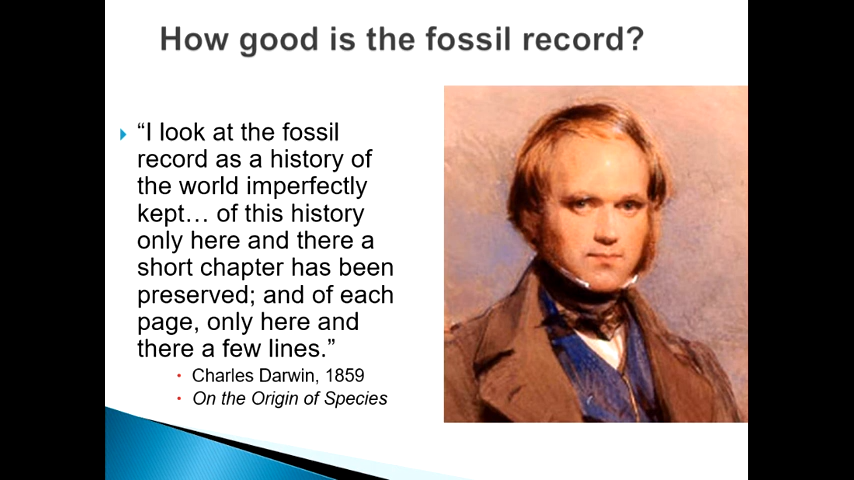 How good is the fossil record?
“I look at the fossil
record as a history of
the world imperfectly
kept… of this history
only here and there a
short chapter has been
preserved; and of each
page, only here and
there a few lines.”
Charles Darwin, 1859
On the Origin of Species